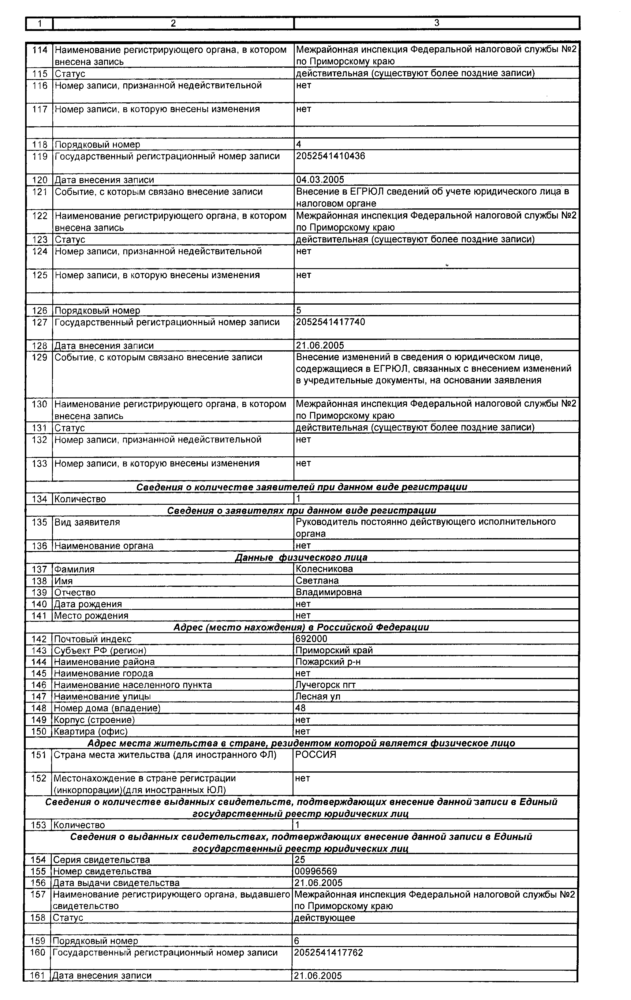 1 2 3
114 Наименование регистрирующего органа, в котором Межрайонная инспекция Федеральной налоговой службы №2
внесена запись по Приморскому краю
115 Статус действительная (существуют более поздние записи)
116 Номер записи, признанной недействительной нет
117 Номер записи, в которую внесены изменения нет
118 Порядковый номер 4
119 Государственный регистрационный номер записи 2052541410436
120 Дата внесения записи 04.03.2005
121 Событие, с которым связано внесение записи Внесение в ЕГРЮЛ сведений об учете юридического лица в
налоговом органе
122 Наименование регистрирующего органа, в котором Межрайонная инспекция Федеральной налоговой службы №2
внесена запись по Приморскому краю
123 Статус действительная (существуют более поздние записи)
124 Номер записи, признанной недействительной нет
125 Номер записи, в которую внесены изменения нет
126 Порядковый номер 5
127 Государственный регистрационный номер записи 2052541417740
128 Дата внесения записи 21.06.2005
129 Событие, с которым связано внесение записи Внесение изменений в сведения о юридическом лице,
содержащиеся в ЕГРЮЛ, связанных с внесением изменений
в учредительные документы, на основании заявления
130 Наименование регистрирующего органа, в котором Межрайонная инспекция Федеральной налоговой службы №2
внесена запись по Приморскому краю
131 Статус действительная (существуют более поздние записи)
132 Номер записи, признанной недействительной нет
133 Номер записи, в которую внесены изменения нет
Сведения о количестве заявителей при данном виде регистрации
134 Количество 1
Сведения о заявителях при данном виде регистрации
135 Вид заявителя Руководитель постоянно действующего исполнительного
органа
136 Наименование органа нет
Данные физического лица
137 Фамилия Колесникова
138 Имя Светлана
139 Отчество Владимировна
140 Дата рождения нет
141 Место рождения нет
Адрес (место нахождения) в Российской Федерации
142 Почтовый индекс 692000
143 Субъект РФ (регион) Приморский край
144 Наименование района Пожарский р-н
145 Наименование города нет
146 Наименование населенного пункта Лучегорск пгт
147 Наименование улицы Лесная ул
148 Номер дома (владение) 48
149 Корпус (строение) нет
150 Квартира (офис) нет
Адрес места жительства в стране, резидентом которой является физическое лицо
151 Страна места жительства (для иностранного ФЛ) РОССИЯ
152 Местонахождение в стране регистрации нет
(инкорпорации)(для иностранных ЮЛ)
Сведения о количестве выданных свидетельств, подтверждающих внесение данной записи в Единый
государственный реестр юридических лиц
153 Количество 1
Сведения о выданных свидетельствах, подтверждающих внесение данной записи в Единый
государственный реестр юридических лиц
154 Серия свидетельства 25
155 Номер свидетельства 00996569
156 Дата выдачи свидетельства 21.06.2005
157 Наименование регистрирующего органа, выдавшего Межрайонная инспекция Федеральной налоговой службы №2
свидетельство по Приморскому краю
158 Статус действующее
159 Порядковый номер 6
160 Государственный регистрационный номер записи 2052541417762
161 Дата внесения записи 21.06.2005